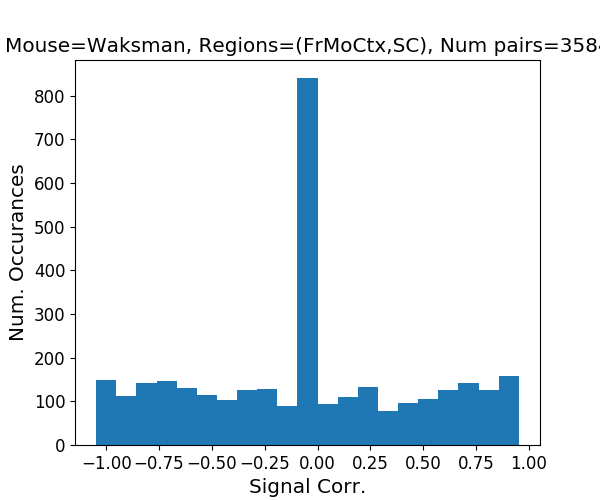 Mouse=Waksman, Regions=(FrMoCtx,SC), Num pairs=3584
Num. Occurances
800
700
600
500
400
300
200
100
0
−1.00 −0.75 −0.50 −0.25 0.00 0.25 0.50 0.75 1.00
Signal Corr.